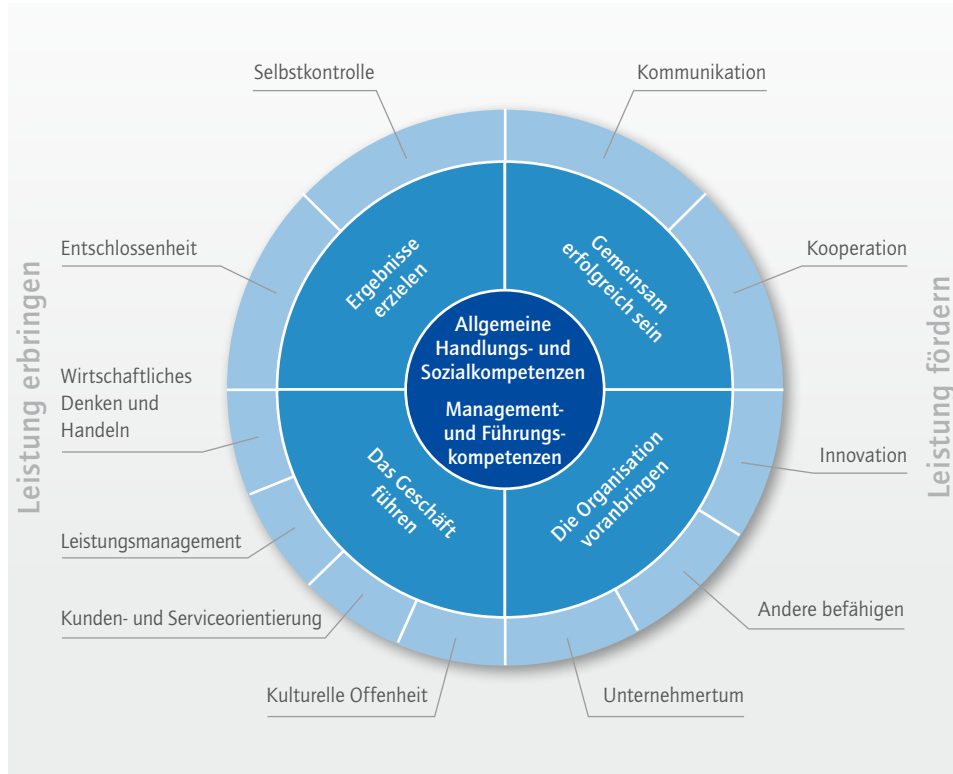 Selbstkontrolle
Kommunikation
Entschlossenheit
Kooperation
Leistung erbringen
Leistung fördern
Ergebnisse
erzielen
Gemeinsam
erfolgreich sein
Allgemeine
Handlungs- und
Sozialkompetenzen
Management-
und Führungs-
kompetenzen
Wirtschaftliches
Denken und
Handeln
Innovation
Das Geschäft
führen
Die Organisation
voranbringen
Leistungsmanagement
Andere befähigen
Kunden- und Serviceorientierung
Kulturelle Offenheit
Unternehmertum